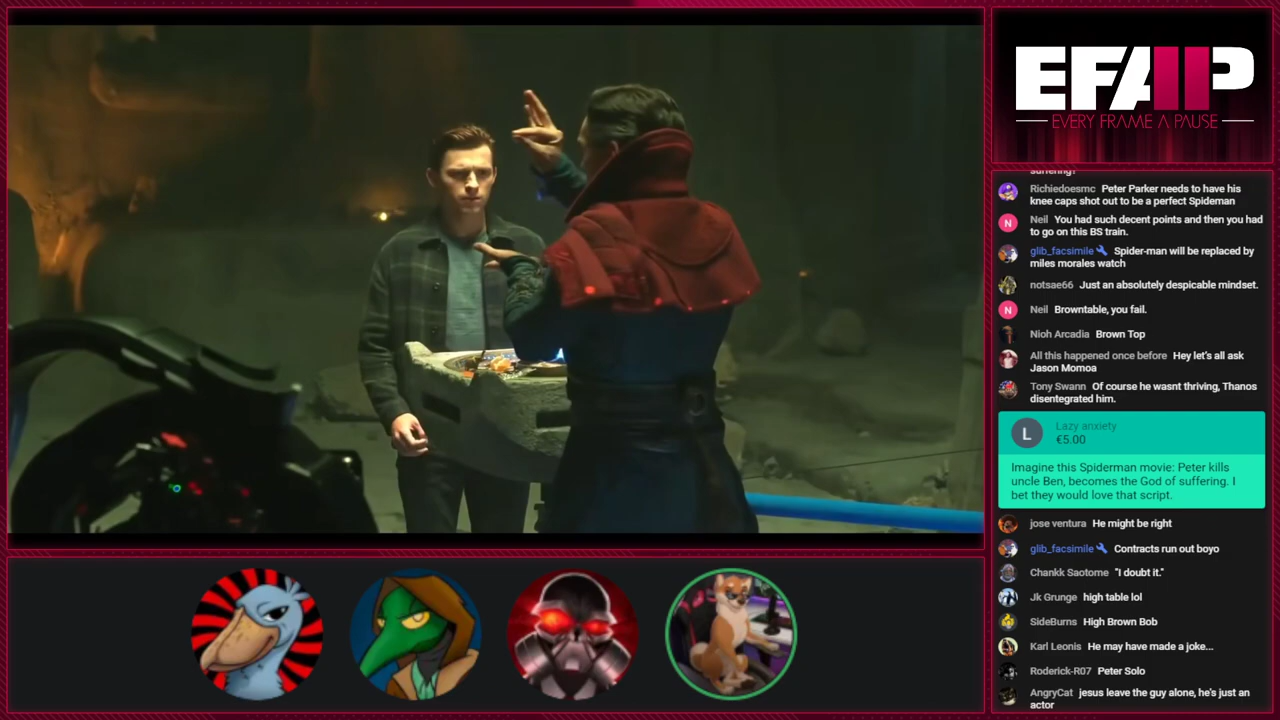 EFAP
EVERY FRAME A PAUSE
suffering?
Richiedoesmc Peter Parker needs to have his
knee caps shot out to be a perfect Spideman
N
Neil You had such decent points and then you had
to go on this BS train.
glib_facsimile Spider-man will be replaced by
miles morales watch
notsae66 Just an absolutely despicable mindset.
N
Neil Browntable, you fail.
Nioh Arcadia Brown Top
All this happened once before Hey let's all ask
Jason Momoa
Tony Swann Of course he wasnt thriving, Thanos
disentegrated him.
L
Lazy anxiety
€5.00
Imagine this Spiderman movie: Peter kills
uncle Ben, becomes the God of suffering. I
bet they would love that script.
jose ventura He might be right
glib_facsimile Contracts run out boyo
Chankk Saotome "I doubt it."
Jk Grunge high table lol
SideBurns High Brown Bob
Karl Leonis He may have made a joke...
Roderick-R07 Peter Solo
AngryCat jesus leave the guy alone, he's just an
actor